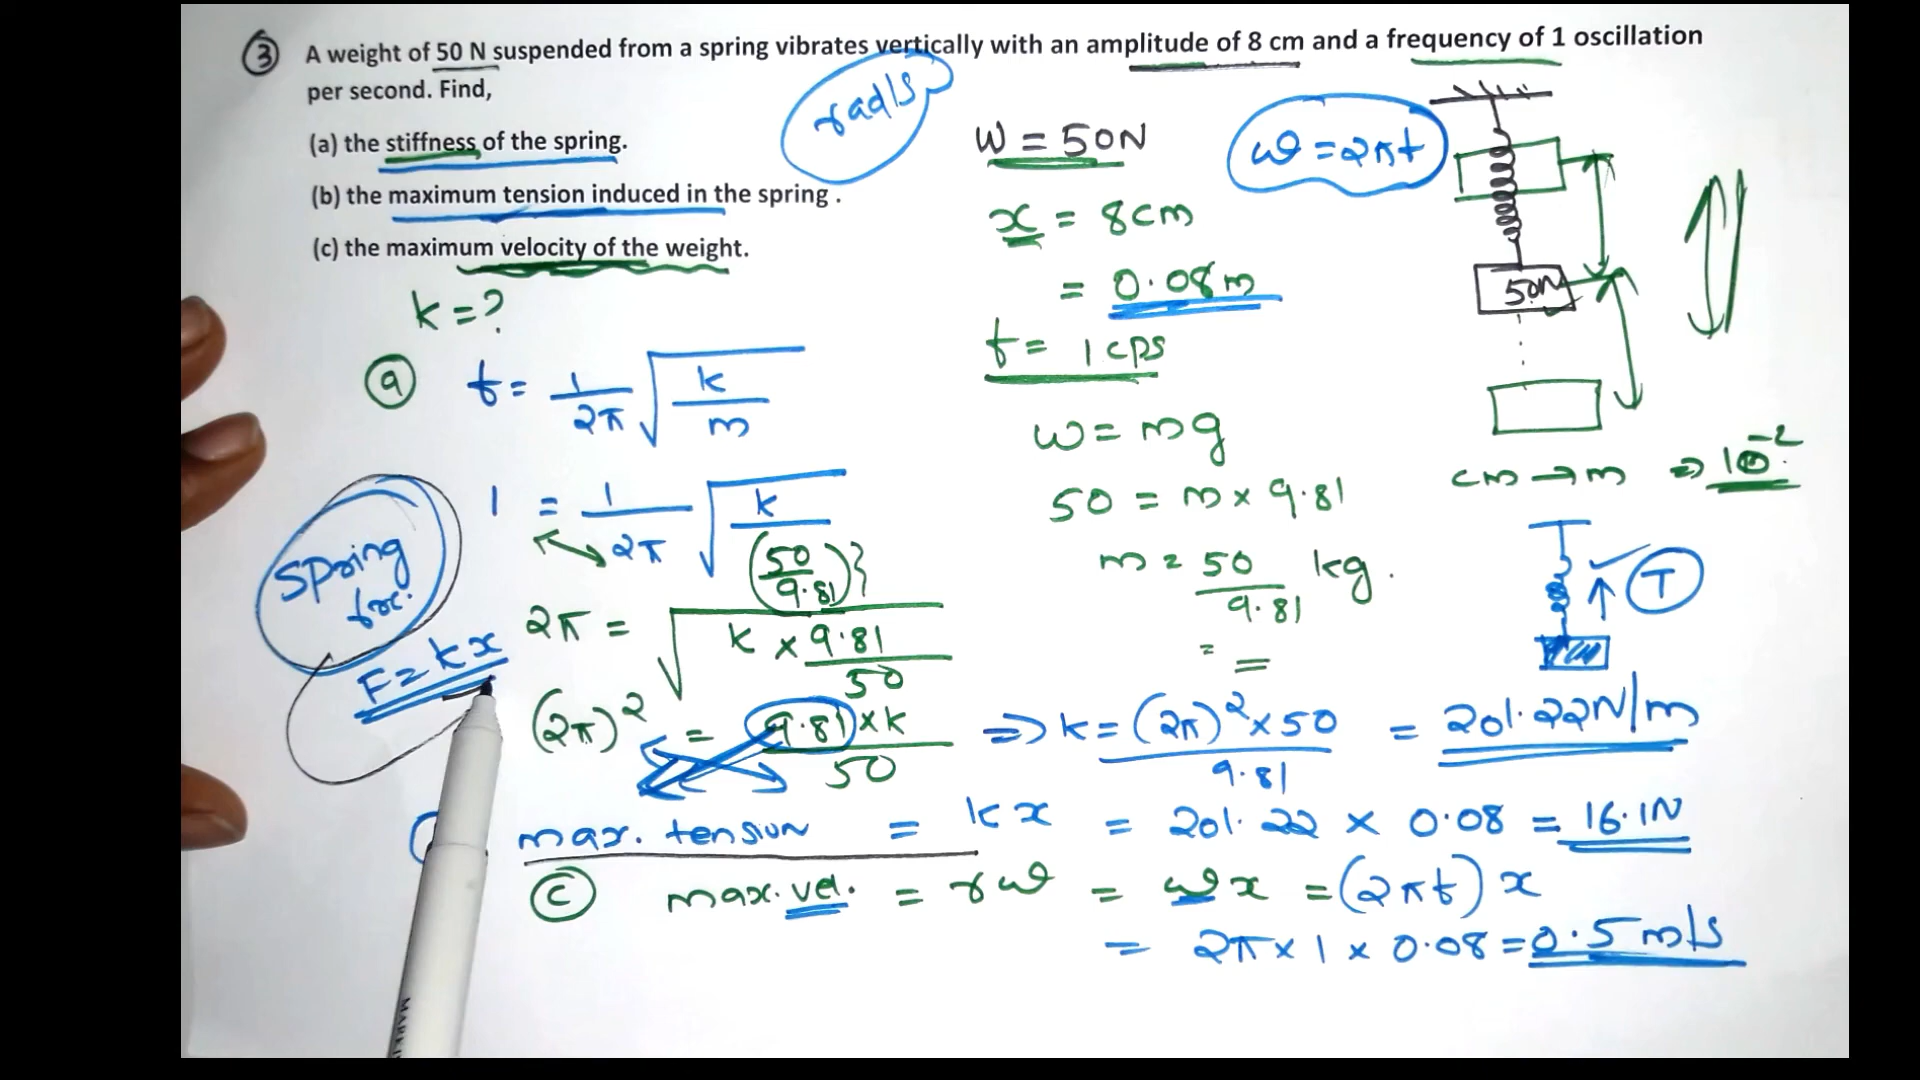 ③ A weight of 50 N suspended from a spring vibrates vertically with an amplitude of 8 cm and a frequency of 1 oscillation
per second. Find,
(a) the stiffness of the spring.
(b) the maximum tension induced in the spring .
(c) the maximum velocity of the weight.
rad/s
W = 50N
ω = 2πf
x = 8cm
= 0.08m
f = 1 cps
50N
k = ?
ⓐ f = 1/2π √k/m
w = mg
cm → m ⇒ 10⁻²
1 = 1/2π √k/(50/9.81)}
50 = m × 9.81
m = 50/9.81 kg.
= =
T
Spring
for:
F = kx
2π = √k × 9.81/50
(2π)² = 9.81 × k/50 ⇒ k = (2π)² × 50/9.81 = 201.22N/m
max. tension = kx = 201.22 × 0.08 = 16.1N
ⓒ max. vel. = rω = ωx = (2πf) x
= 2π × 1 × 0.08 = 0.5 m/s